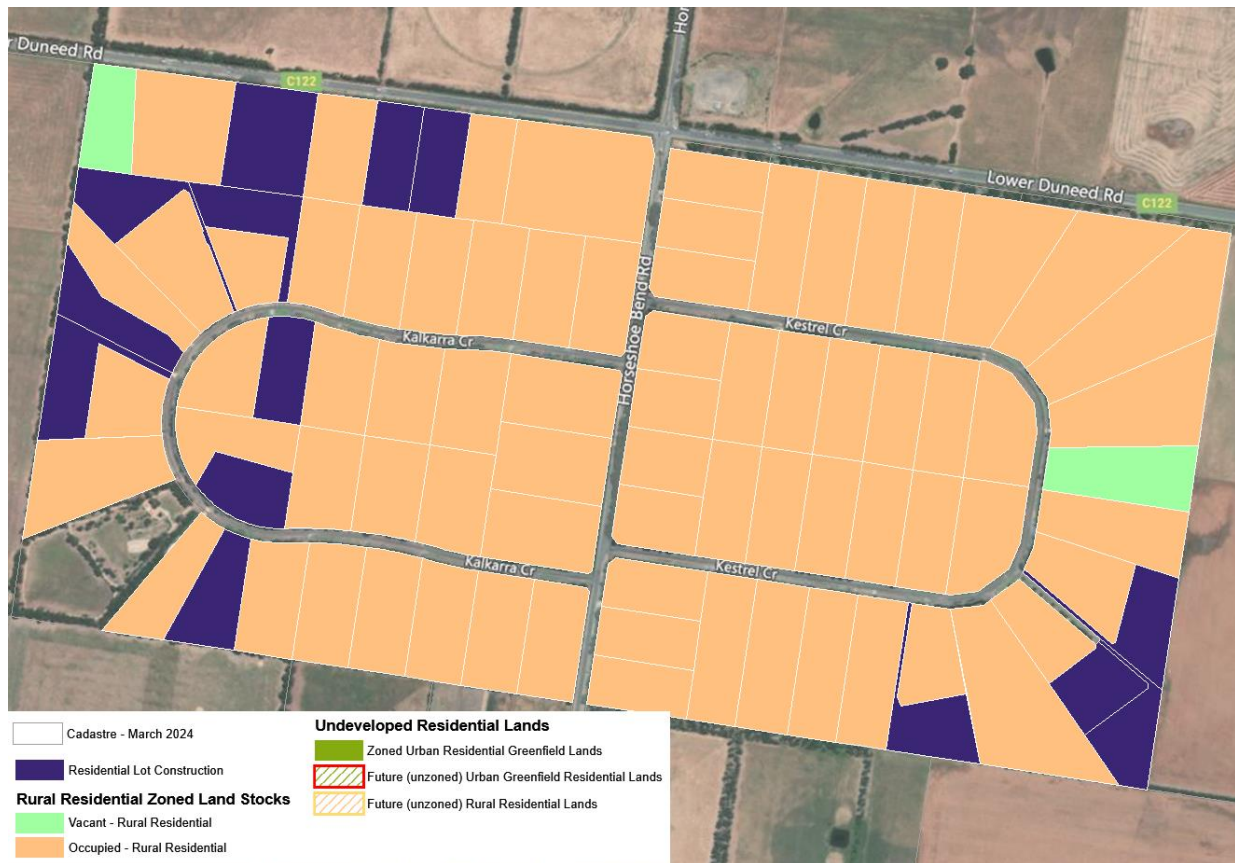 r Duneed Rd
C122
Hor
Lower Duneed Rd
C122
Horseshoe Bend Rd
Kestrel Cr
Kalkarra Cr
Kalkarra Cr
Kestrel Cr
Cadastre - March 2024
Residential Lot Construction
Rural Residential Zoned Land Stocks
Vacant - Rural Residential
Occupied - Rural Residential
Undeveloped Residential Lands
Zoned Urban Residential Greenfield Lands
Future (unzoned) Urban Greenfield Residential Lands
Future (unzoned) Rural Residential Lands